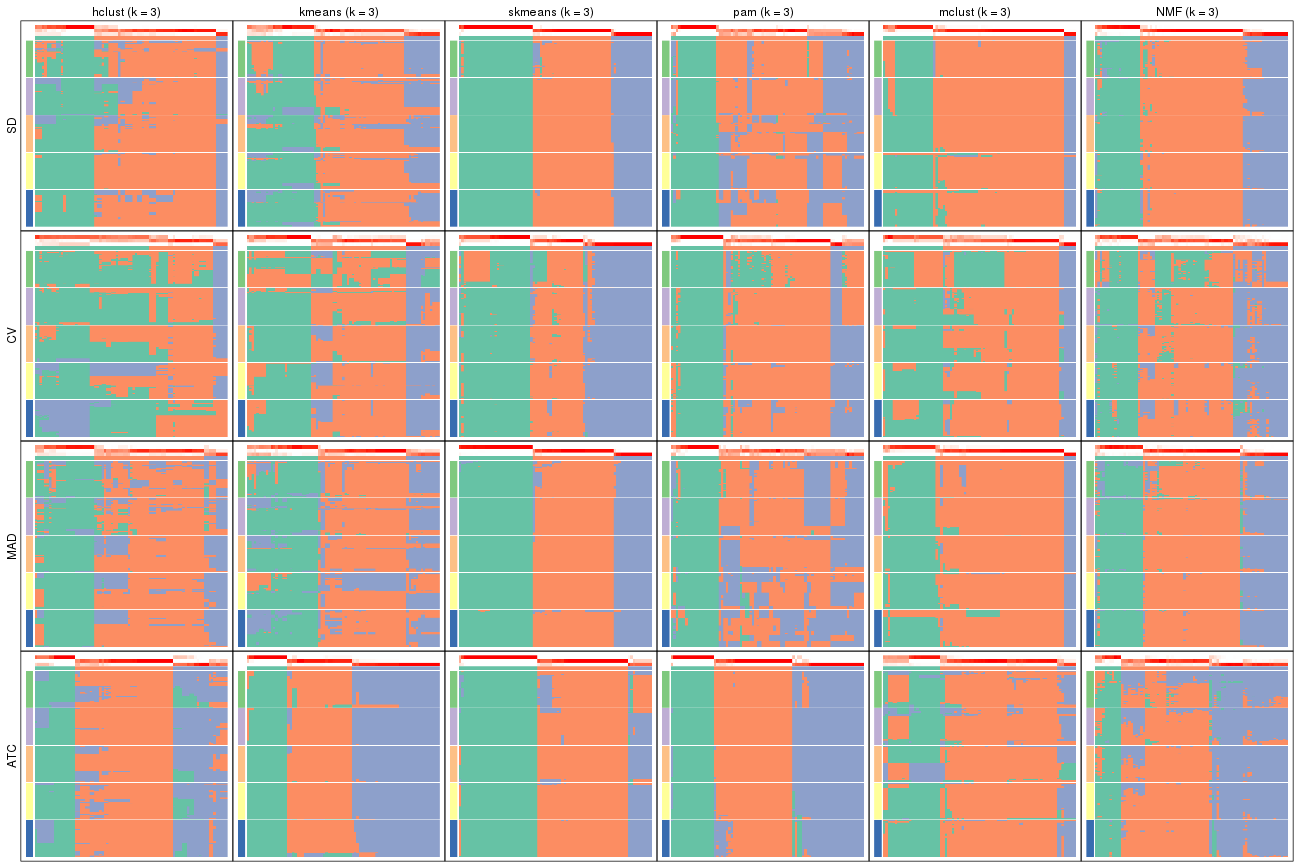 hclust (k = 3) kmeans (k = 3) skmeans (k = 3) pam (k = 3) mclust (k = 3) NMF (k = 3)
SD
CV
MAD
ATC